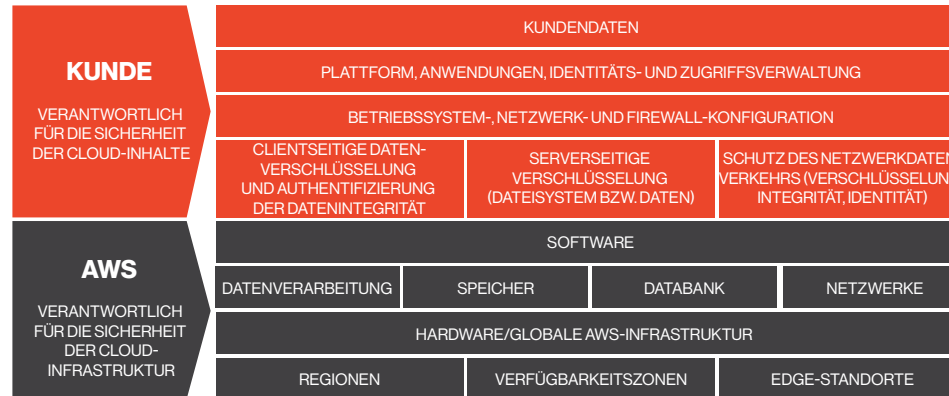 KUNDE
VERANTWORTLICH
FÜR DIE SICHERHEIT
DER CLOUD-INHALTE
KUNDENDATEN
PLATTFORM, ANWENDUNGEN, IDENTITÄTS- UND ZUGRIFFSVERWALTUNG
BETRIEBSSYSTEM-, NETZWERK- UND FIREWALL-KONFIGURATION
CLIENTSEITIGE DATEN-
VERSCHLÜSSELUNG
UND AUTHENTIFIZIERUNG
DER DATENINTEGRITÄT
SERVERSEITIGE
VERSCHLÜSSELUNG
(DATEISYSTEM BZW. DATEN)
SCHUTZ DES NETZWERKDATEN
VERKEHRS (VERSCHLÜSSELUN
INTEGRITÄT, IDENTITÄT)
AWS
VERANTWORTLICH
FÜR DIE SICHERHEIT
DER CLOUD-
INFRASTRUKTUR
SOFTWARE
DATENVERARBEITUNG
SPEICHER
DATABANK
NETZWERKE
HARDWARE/GLOBALE AWS-INFRASTRUKTUR
REGIONEN
VERFÜGBARKEITSZONEN
EDGE-STANDORTE